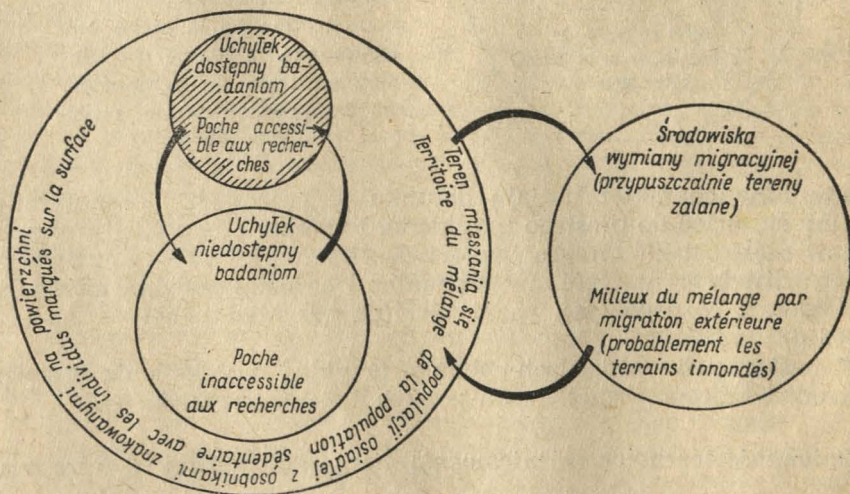 Uchyłek
dostępny ba-
daniom
Poche accessi-
ble aux recher-
ches
Uchyłek
niedostępny
badaniom
Poche
inaccessible
aux recherches
Teren mieszania się populacji osiadłej z osobnikami znakowanymi na powierzchni
Territoire du mélange de la population sédentaire avec les individus marqués sur la surface
Środowiska
wymiany migracyjnej
(przypuszczalnie tereny
zalane)
Milieux du mélange par
migration extérieure
(probablement les
terrains innondés)